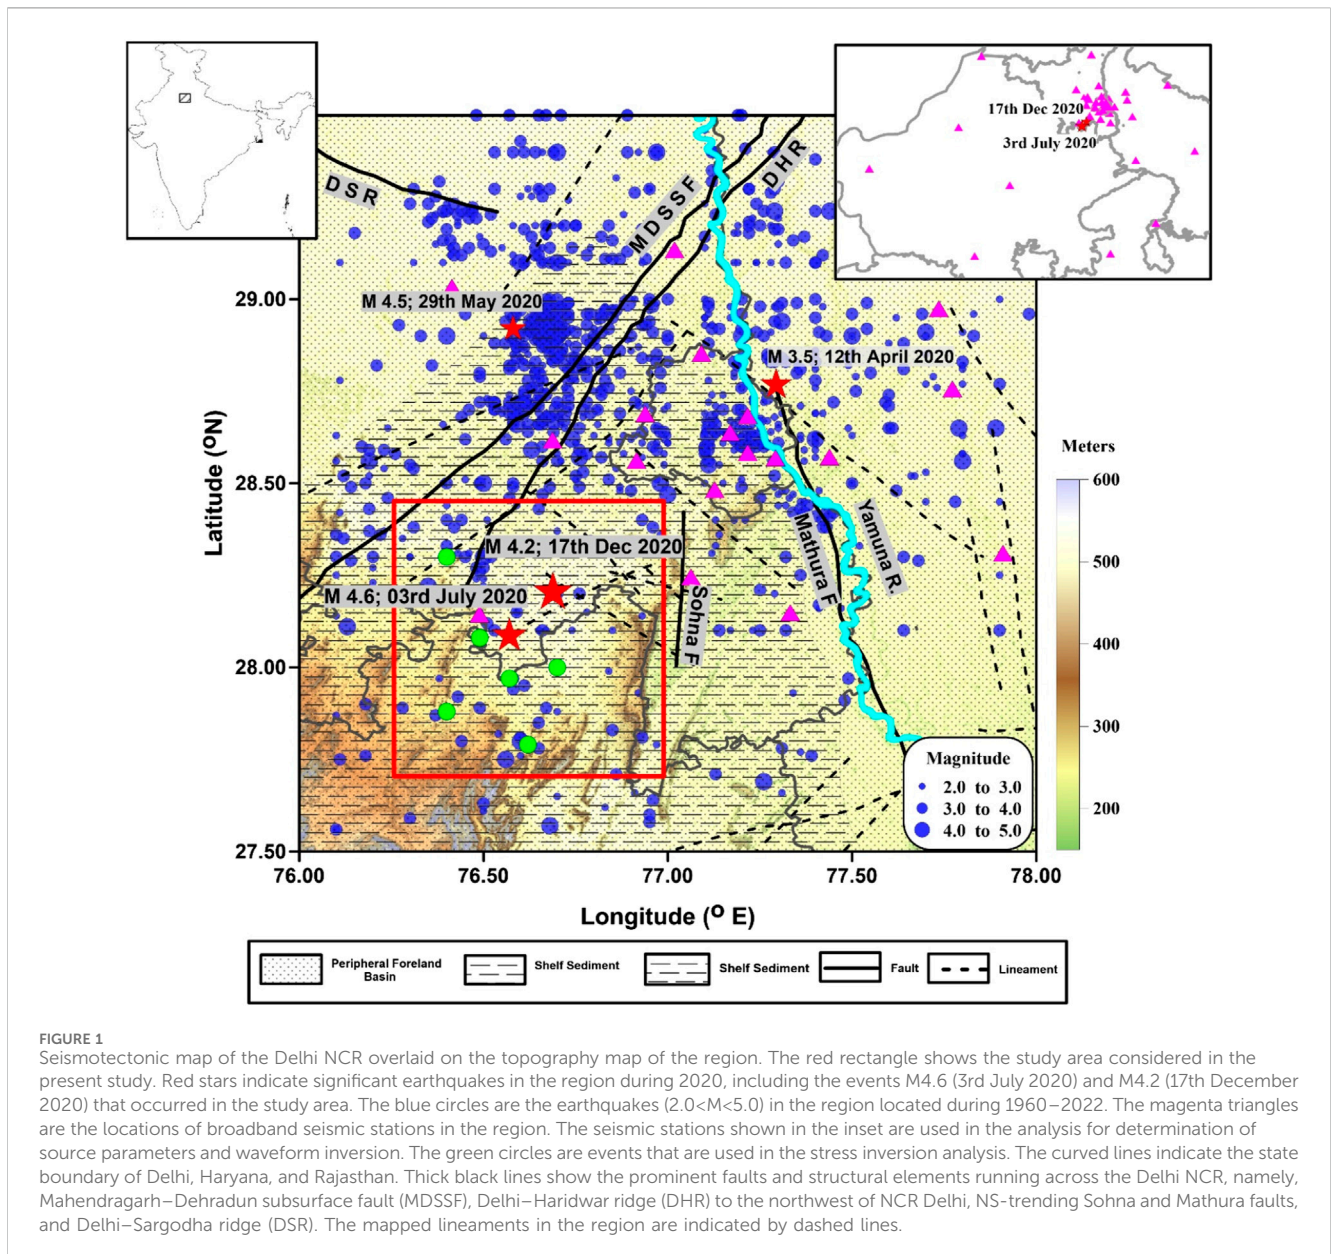 17th Dec 2020
3rd July 2020
DSR
MDSSF
DHR
29.00
M 4.5; 29th May 2020
M 3.5; 12th April 2020
Latitude (ᴼN)
28.50
M 4.2; 17th Dec 2020
M 4.6; 03rd July 2020
Sohna F
Mathura F
Yamuna R.
28.00
27.50
76.00
76.50
77.00
77.50
78.00
Longitude (ᴼ E)
Meters
600
500
400
300
200
Magnitude
2.0 to 3.0
3.0 to 4.0
4.0 to 5.0
Peripheral Foreland
Basin
Shelf Sediment
Shelf Sediment
Fault
Lineament
FIGURE 1
Seismotectonic map of the Delhi NCR overlaid on the topography map of the region. The red rectangle shows the study area considered in the
present study. Red stars indicate significant earthquakes in the region during 2020, including the events M4.6 (3rd July 2020) and M4.2 (17th December
2020) that occurred in the study area. The blue circles are the earthquakes (2.0<M<5.0) in the region located during 1960–2022. The magenta triangles
are the locations of broadband seismic stations in the region. The seismic stations shown in the inset are used in the analysis for determination of
source parameters and waveform inversion. The green circles are events that are used in the stress inversion analysis. The curved lines indicate the state
boundary of Delhi, Haryana, and Rajasthan. Thick black lines show the prominent faults and structural elements running across the Delhi NCR, namely,
Mahendragarh–Dehradun subsurface fault (MDSSF), Delhi–Haridwar ridge (DHR) to the northwest of NCR Delhi, NS-trending Sohna and Mathura faults,
and Delhi–Sargodha ridge (DSR). The mapped lineaments in the region are indicated by dashed lines.